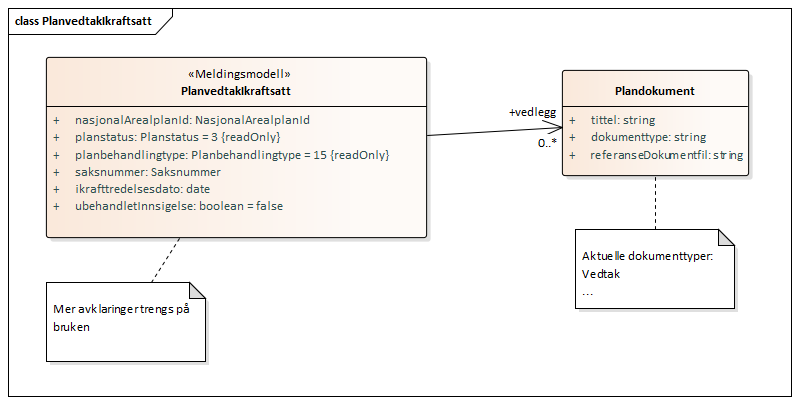 class PlanvedtakIkraftsatt
«Meldingsmodell»
PlanvedtakIkraftsatt
+ nasjonalArealplanId: NasjonalArealplanId
+ planstatus: Planstatus = 3 {readOnly}
+ planbehandlingtype: Planbehandlingtype = 15 {readOnly}
+ saksnummer: Saksnummer
+ ikrafttredelsesdato: date
+ ubehandletInnsigelse: boolean = false
+vedlegg
0..*
Plandokument
+ tittel: string
+ dokumenttype: string
+ referanseDokumentfil: string
Mer avklaringer trengs på
bruken
Aktuelle dokumenttyper:
Vedtak
...